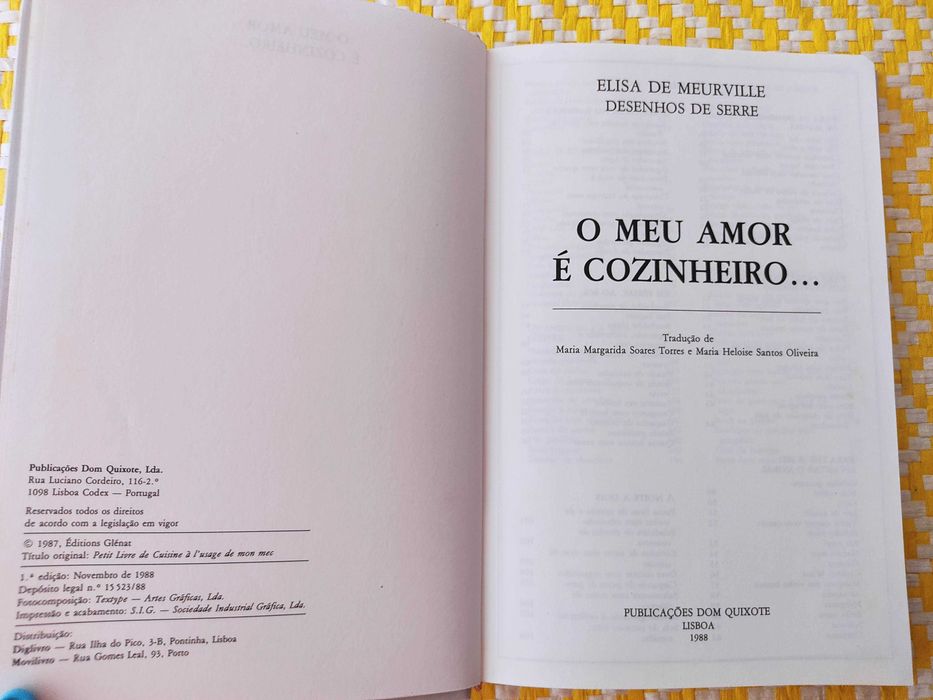 Publicações Dom Quixote, Lda.
Rua Luciano Cordeiro, 116-2.º
1098 Lisboa Codex — Portugal
Reservados todos os direitos
de acordo com a legislação em vigor
© 1987, Éditions Glénat
Título original: Petit Livre de Cuisine à l'usage de mon mec
1.ª edição: Novembro de 1988
Depósito legal n.º 15 523/88
Fotocomposição: Textype — Artes Gráficas, Lda.
Impressão e acabamento: S.I.G. — Sociedade Industrial Gráfica, Lda.
Distribuição:
Diglivro — Rua Ilha do Pico, 3-B, Pontinha, Lisboa
Movilivro — Rua Gomes Leal, 93, Porto
ELISA DE MEURVILLE
DESENHOS DE SERRE
O MEU AMOR
É COZINHEIRO...
Tradução de
Maria Margarida Soares Torres e Maria Heloise Santos Oliveira
PUBLICAÇÕES DOM QUIXOTE
LISBOA
1988